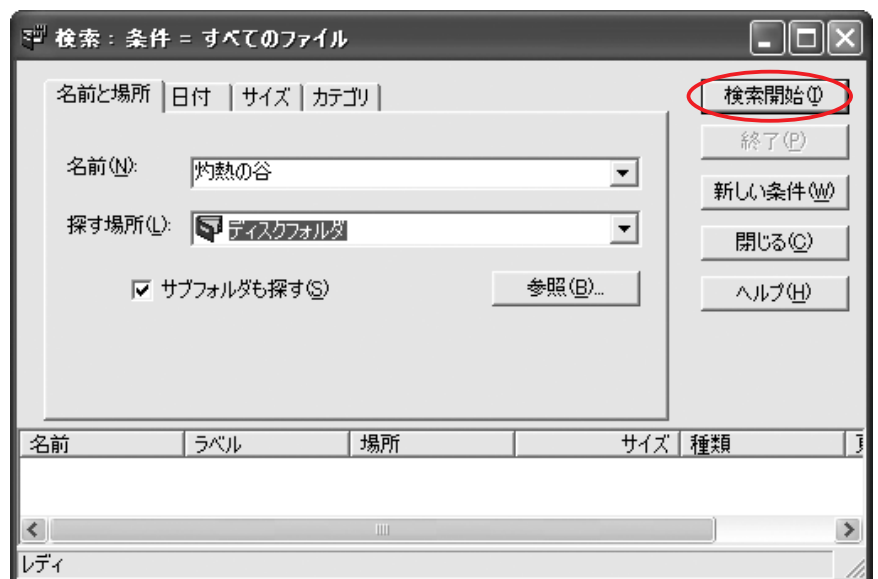 検索 : 条件 = すべてのファイル
名前と場所 日付 サイズ カテゴリ
検索開始(I)
終了(P)
名前(N): 灼熱の谷
新しい条件(W)
探す場所(L): ディスクフォルダ
閉じる(C)
サブフォルダも探す(S) 参照(B)...
ヘルプ(H)
名前 ラベル 場所 サイズ 種類
レディ